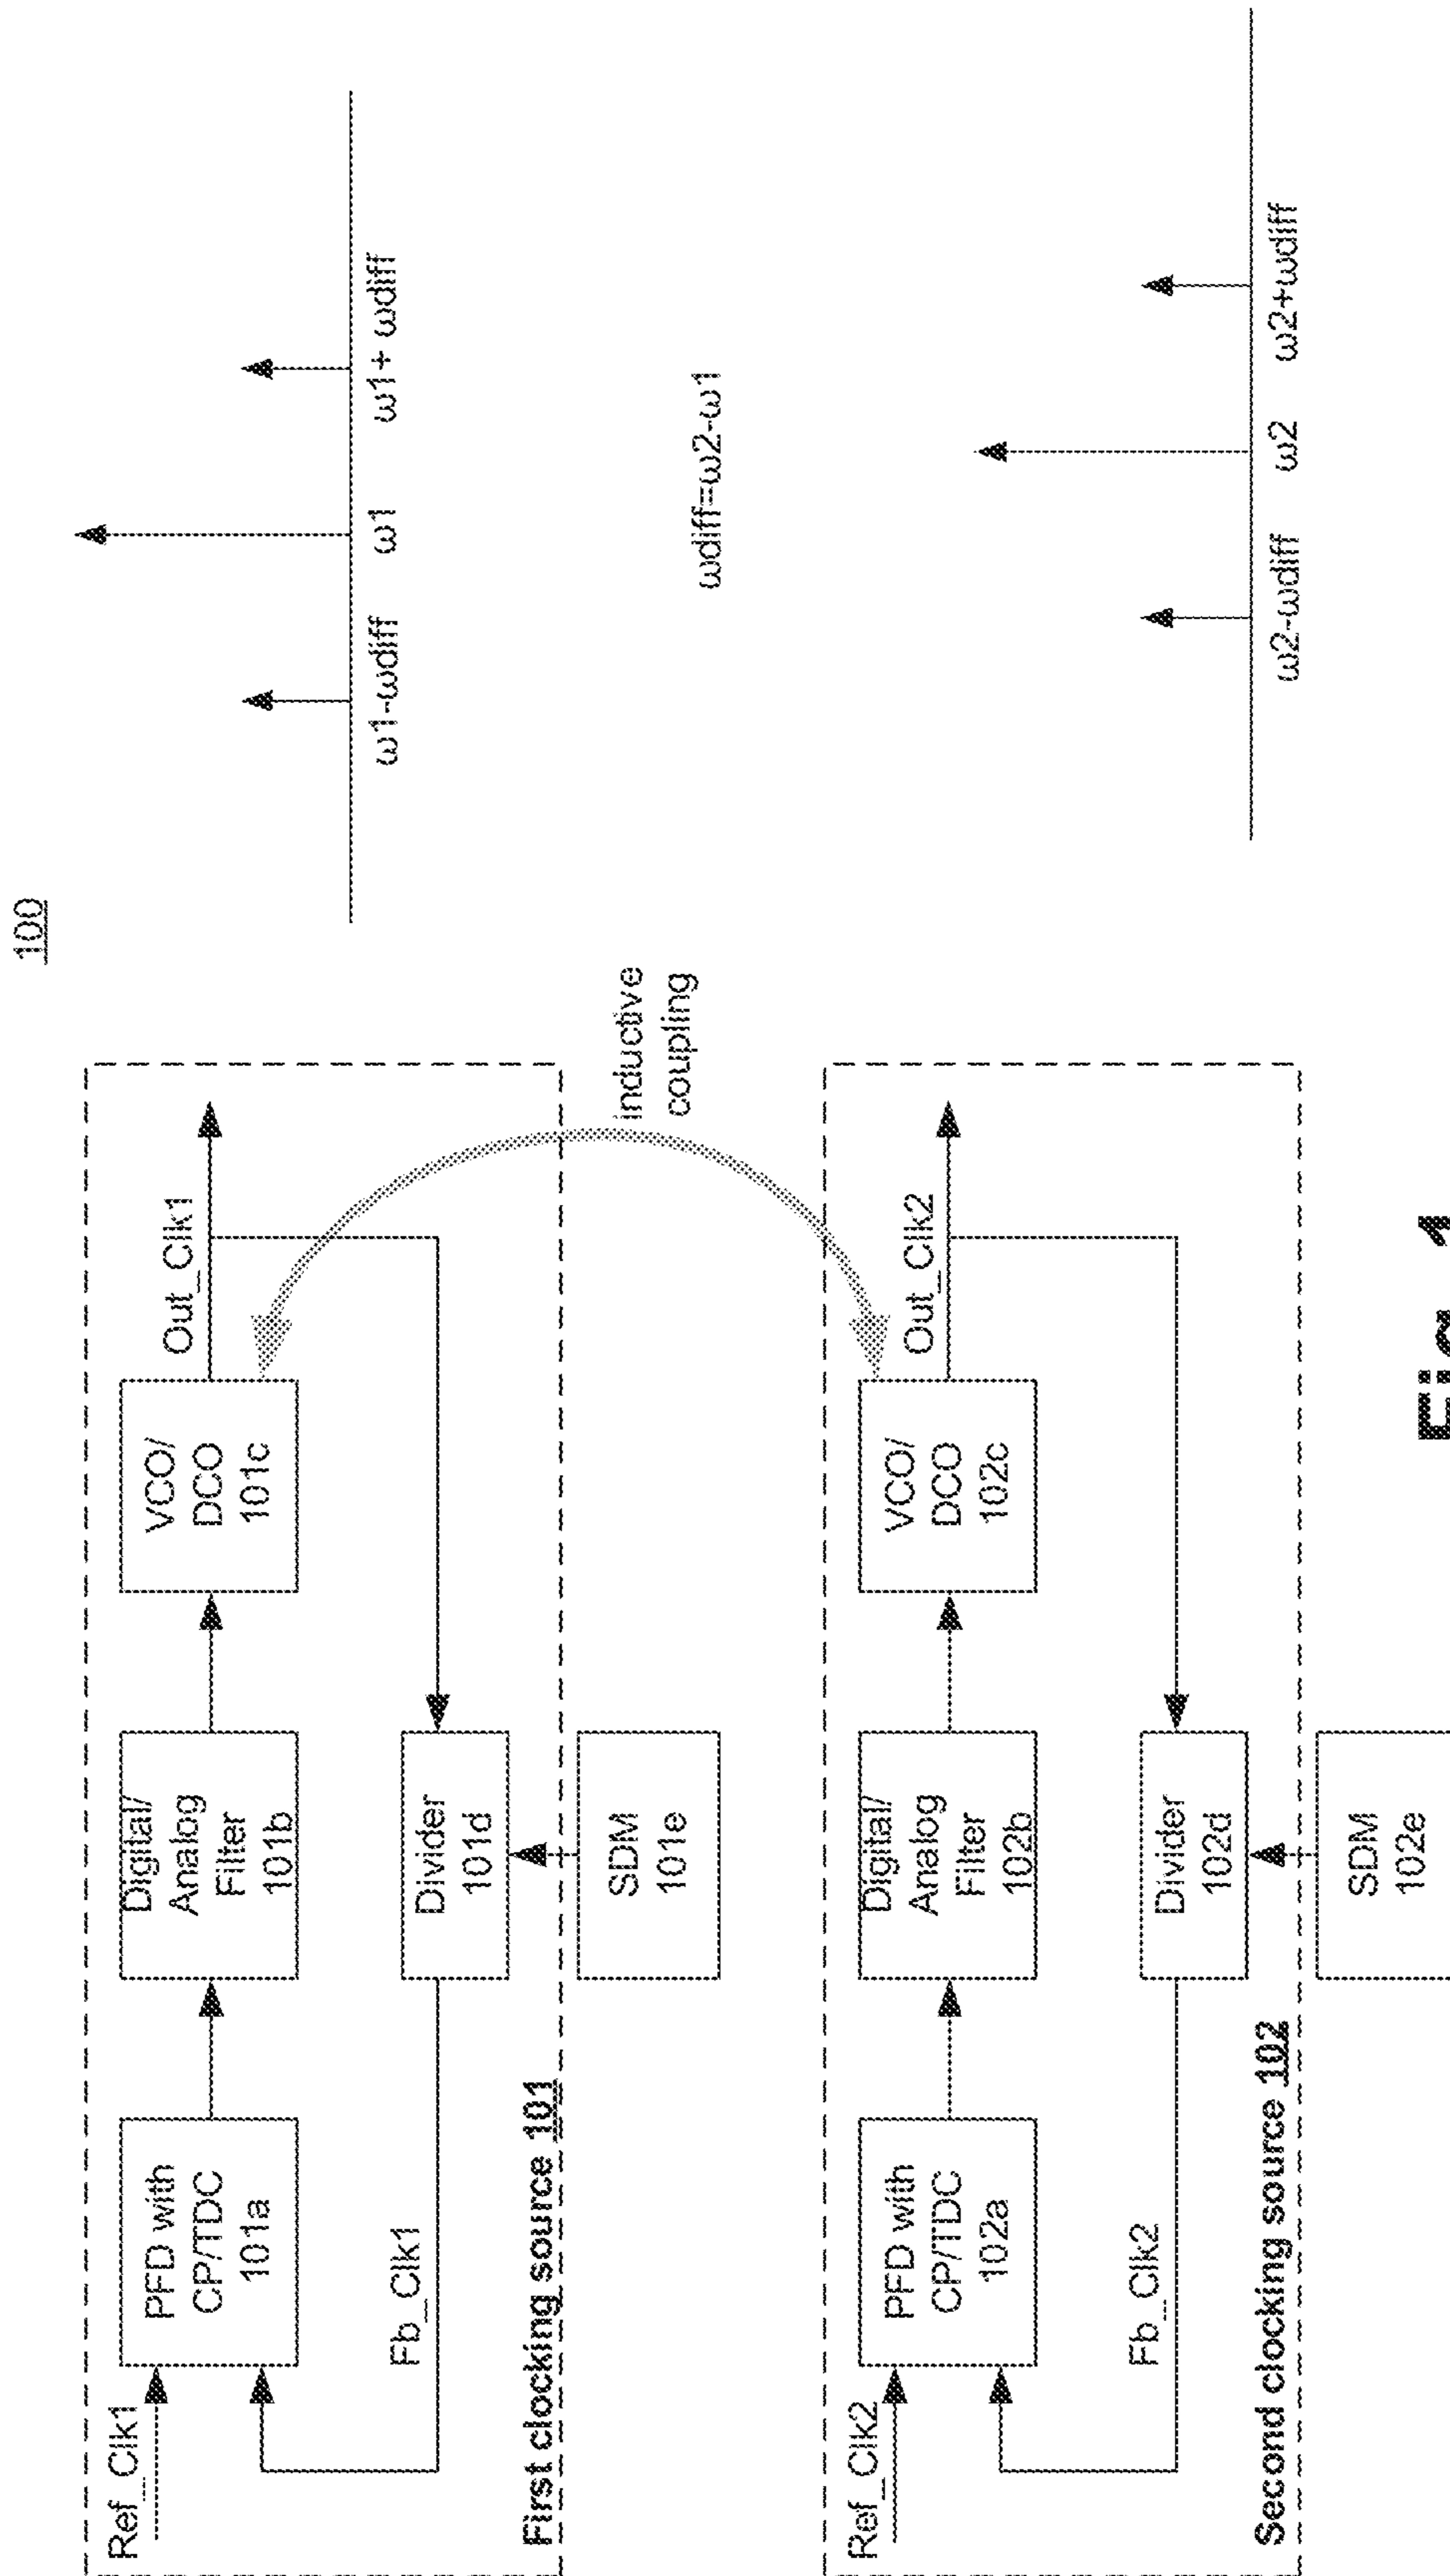 100
Ref_Clk1
PFD with
CP/TDC
101a
Digital/
Analog
Filter
101b
VCO/
DCO
101c
Out_Clk1
Fb_Clk1
Divider
101d
SDM
101e
First clocking source 101
inductive
coupling
ω1-ωdiff
ω1
ω1+ ωdiff
ωdiff=ω2-ω1
Ref_Clk2
PFD with
CP/TDC
102a
Digital/
Analog
Filter
102b
VCO/
DCO
102c
Out_Clk2
Fb_Clk2
Divider
102d
SDM
102e
Second clocking source 102
ω2-ωdiff
ω2
ω2+ωdiff
Fig. 1